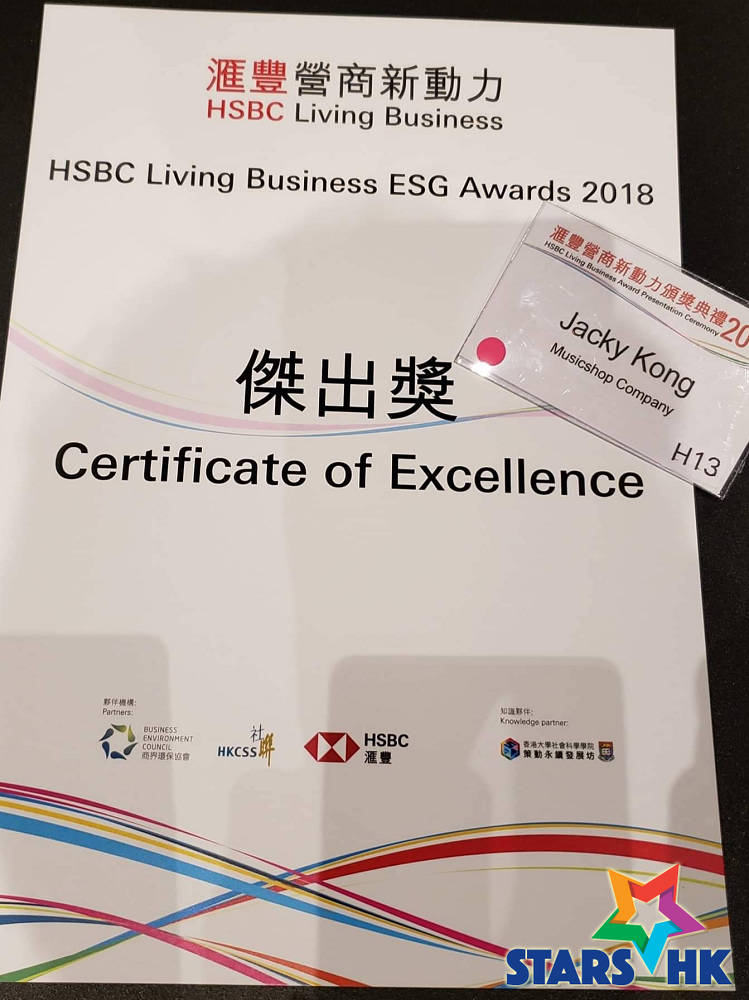 滙豐營商新動力
HSBC Living Business
HSBC Living Business ESG Awards 2018
滙豐營商新動力頒獎典禮
HSBC Living Business Award Presentation Ceremony
20
Jacky Kong
Musicshop Company
H13
傑出獎
Certificate of Excellence
夥伴機構:
Partners:
BUSINESS
ENVIRONMENT
COUNCIL
商界環保協會
HKCSS
社聯
HSBC
滙豐
知識夥伴:
Knowledge partner:
香港大學社會科學學院
策動永續發展坊
STARS HK